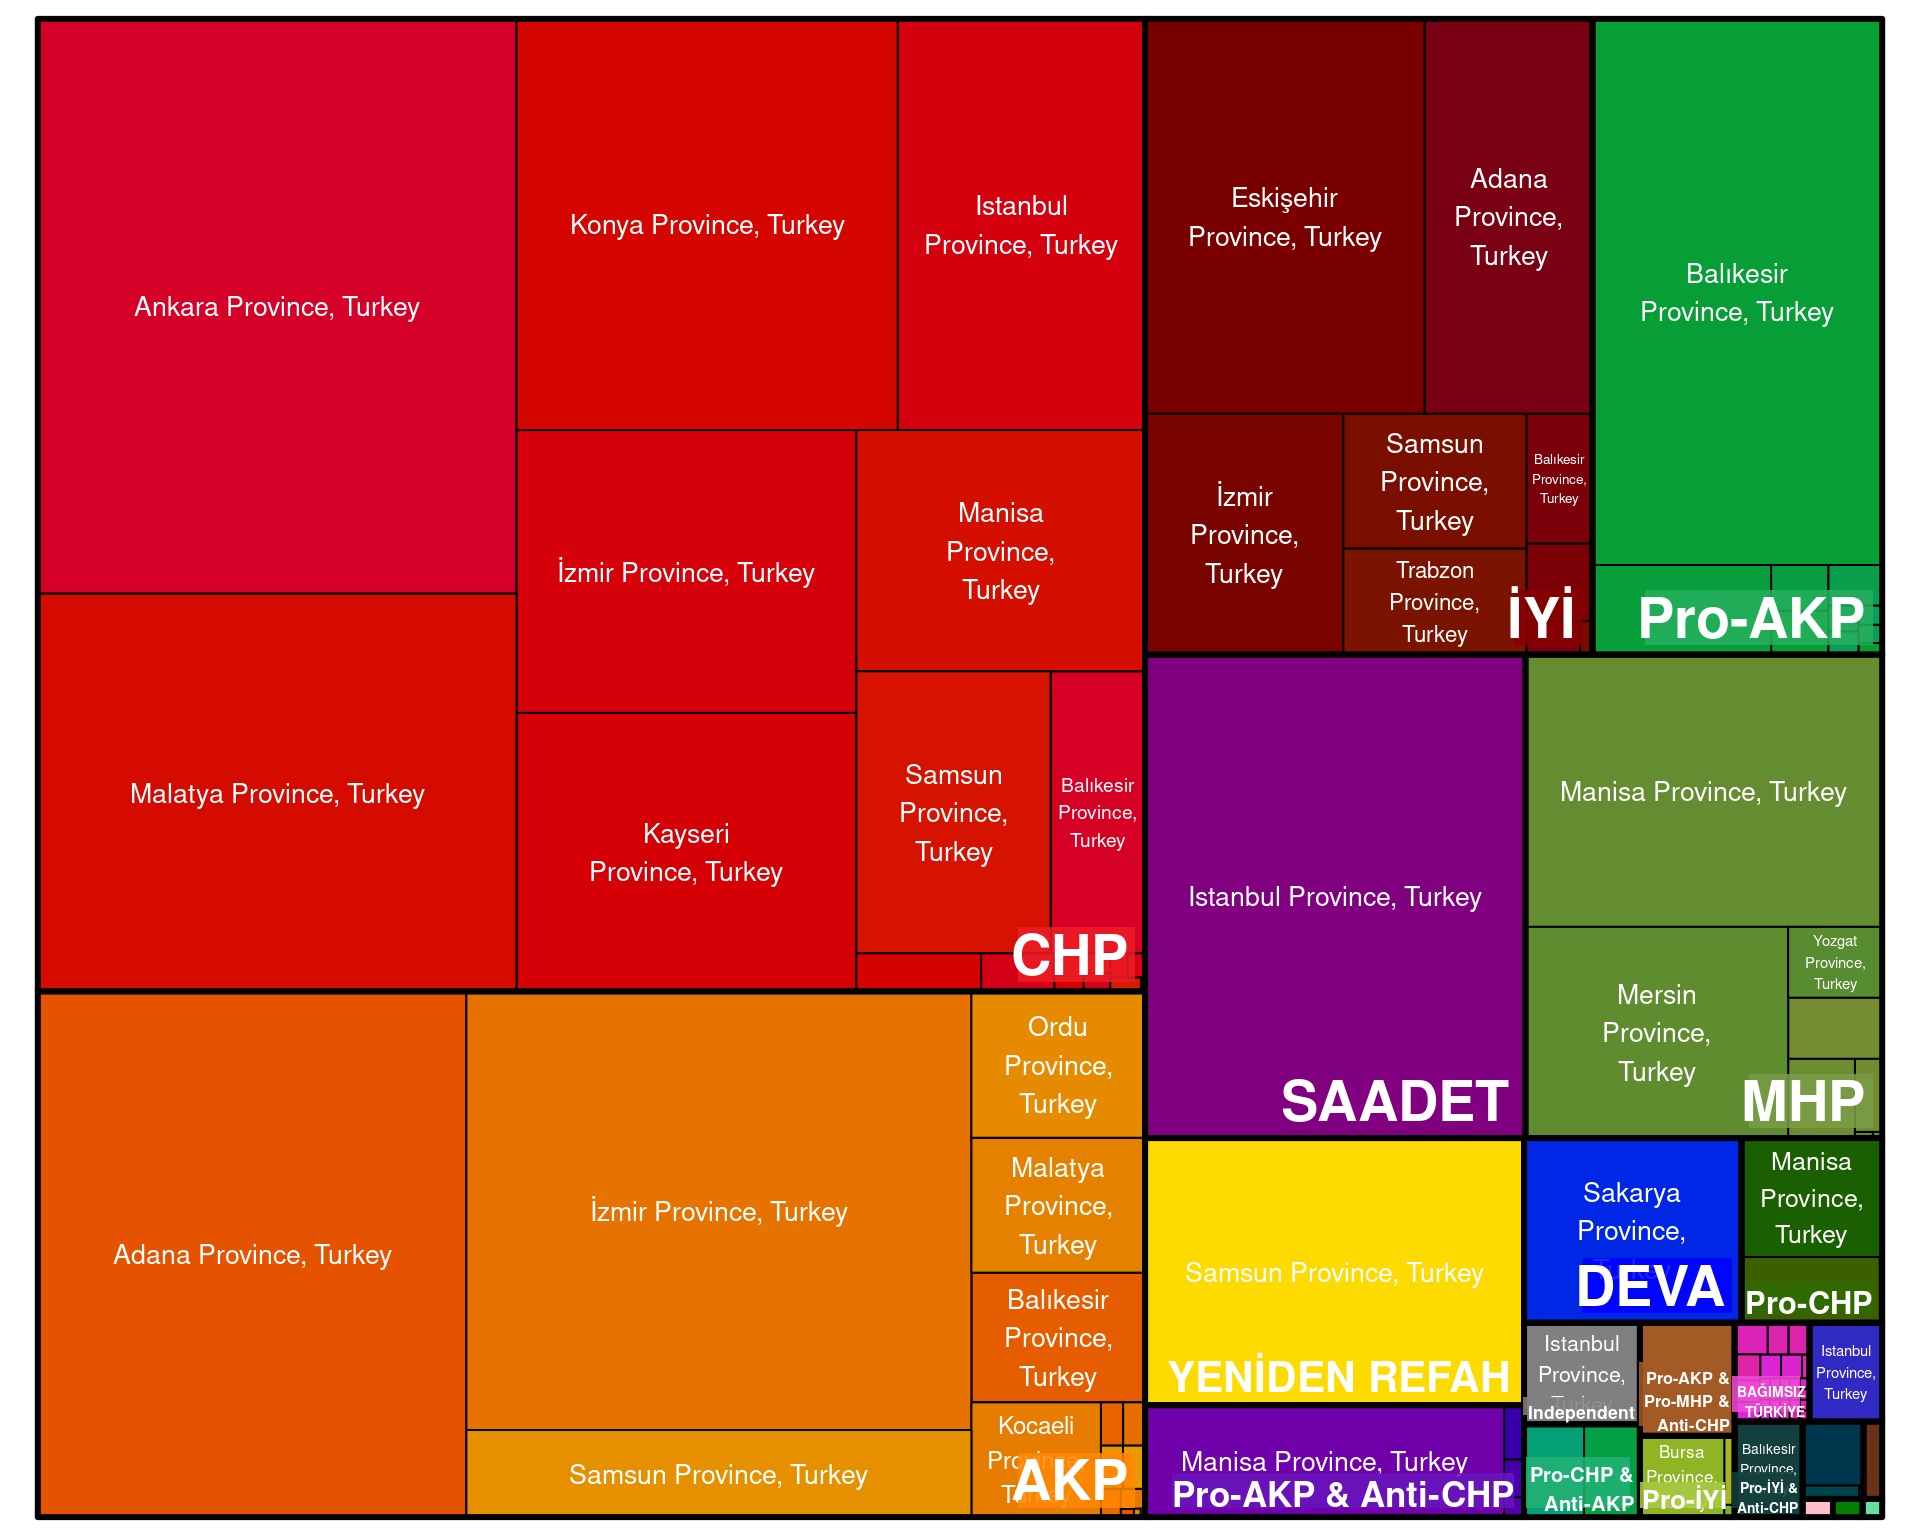 Ankara Province, Turkey
Malatya Province, Turkey
Konya Province, Turkey
Istanbul
Province, Turkey
İzmir Province, Turkey
Manisa
Province,
Turkey
Kayseri
Province, Turkey
Samsun
Province,
Turkey
Balıkesir
Province,
Turkey
CHP
Adana Province, Turkey
İzmir Province, Turkey
Samsun Province, Turkey
Ordu
Province,
Turkey
Malatya
Province,
Turkey
Balıkesir
Province,
Turkey
Kocaeli
Province,
Turkey
AKP
Eskişehir
Province, Turkey
Adana
Province,
Turkey
İzmir
Province,
Turkey
Samsun
Province,
Turkey
Trabzon
Province,
Turkey
Balıkesir
Province,
Turkey
İYİ
Balıkesir
Province, Turkey
Pro-AKP
Istanbul Province, Turkey
SAADET
Manisa Province, Turkey
Mersin
Province,
Turkey
Yozgat
Province,
Turkey
MHP
Samsun Province, Turkey
YENİDEN REFAH
Manisa Province, Turkey
Pro-AKP & Anti-CHP
Sakarya
Province,
Turkey
DEVA
Manisa
Province,
Turkey
Pro-CHP
Istanbul
Province,
Turkey
Independent
Pro-AKP &
Pro-MHP &
Anti-CHP
BAĞIMSIZ
TÜRKİYE
Istanbul
Province,
Turkey
Pro-CHP &
Anti-AKP
Bursa
Province,
Pro-İYİ
Balıkesir
Province,
Pro-İYİ &
Anti-CHP